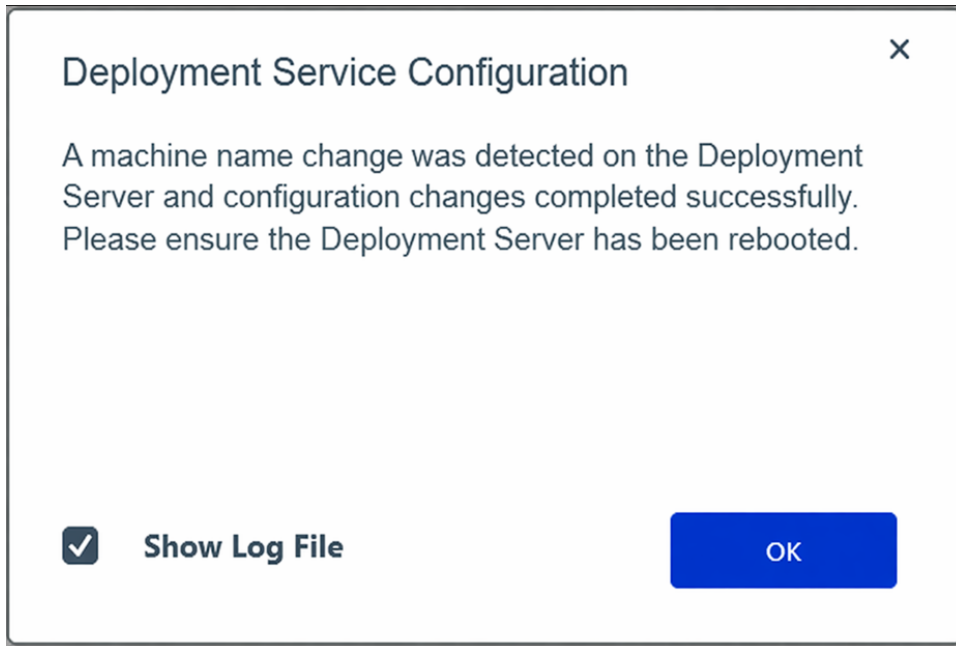 Deployment Service Configuration
A machine name change was detected on the Deployment
Server and configuration changes completed successfully.
Please ensure the Deployment Server has been rebooted.
Show Log File
OK